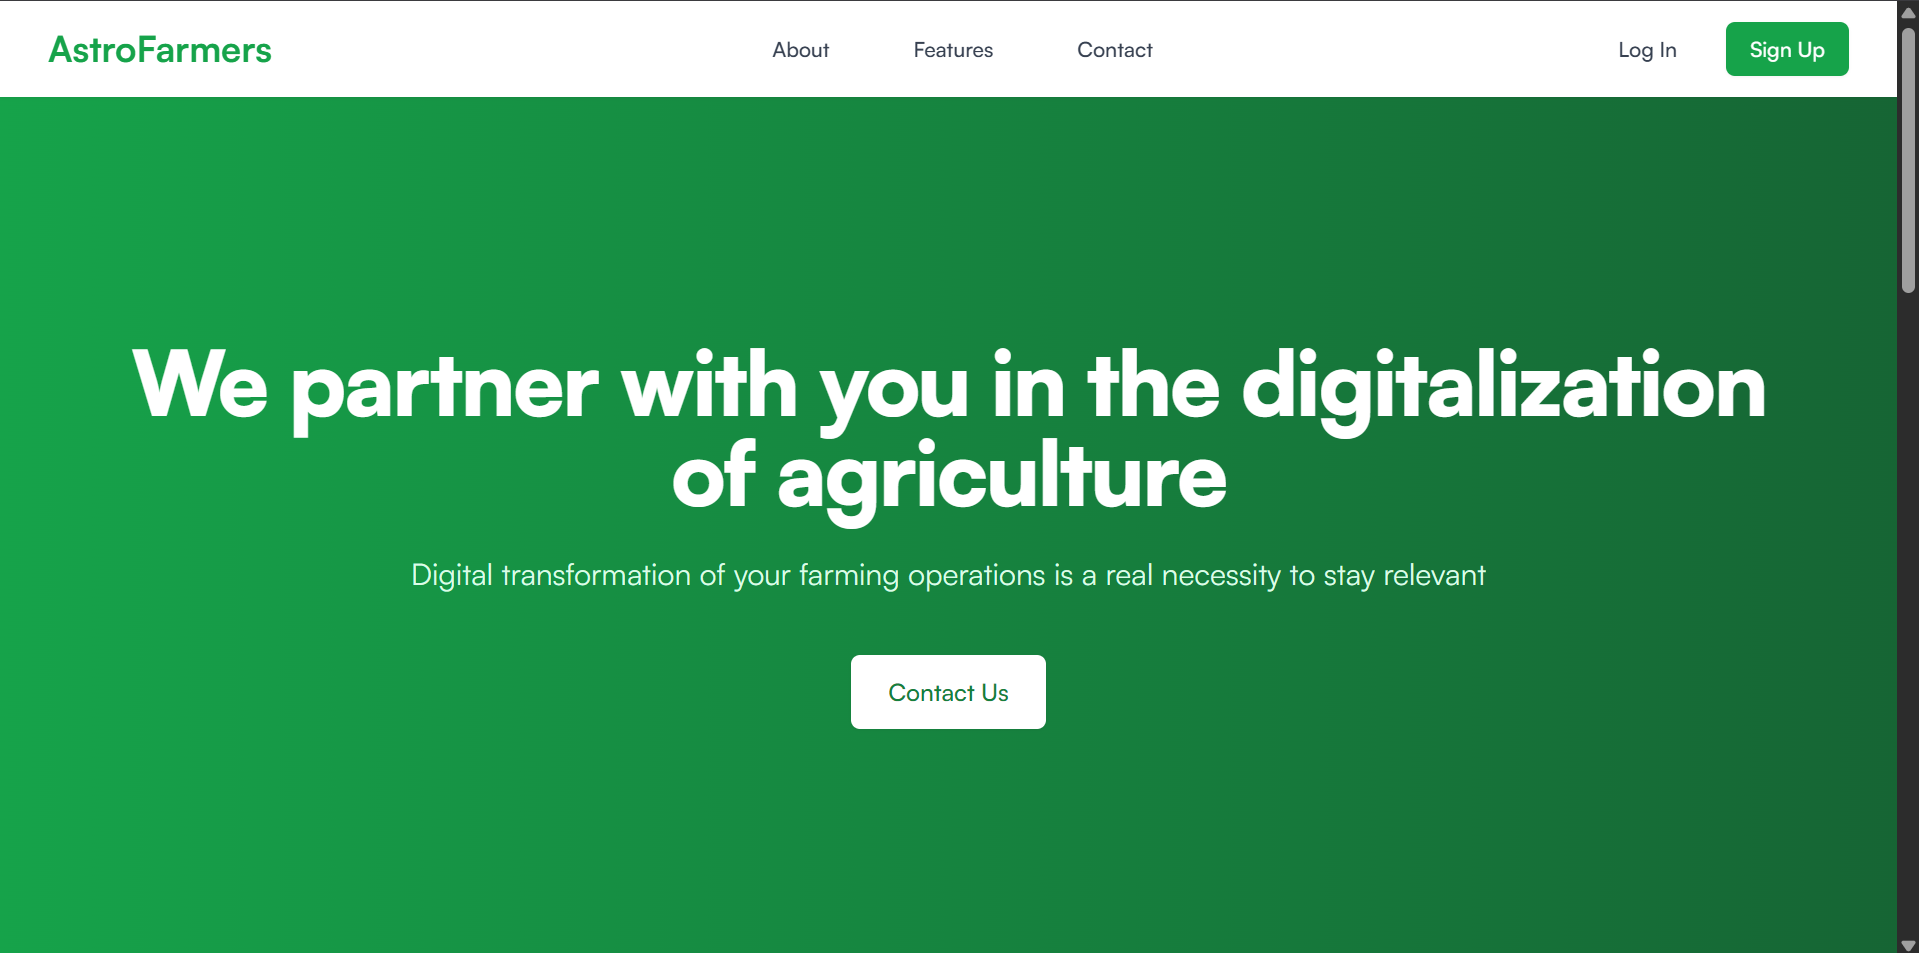 AstroFarmers
About
Features
Contact
Log In
Sign Up
We partner with you in the digitalization
of agriculture
Digital transformation of your farming operations is a real necessity to stay relevant
Contact Us